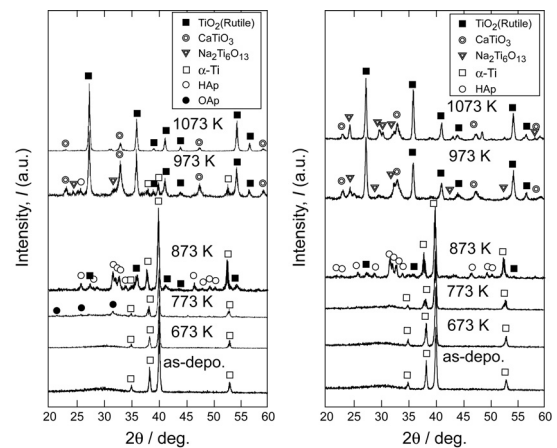 TiO2(Rutile)
CaTiO3
Na2Ti6O13
α-Ti
HAp
OAp
1073 K
973 K
873 K
773 K
673 K
as-depo.
Intensity, I (a.u.)
20 25 30 35 40 45 50 55 60
2θ / deg.
TiO2(Rutile)
CaTiO3
Na2Ti6O13
α-Ti
HAp
1073 K
973 K
873 K
773 K
673 K
as-depo.
Intensity, I (a.u.)
20 25 30 35 40 45 50 55 60
2θ / deg.